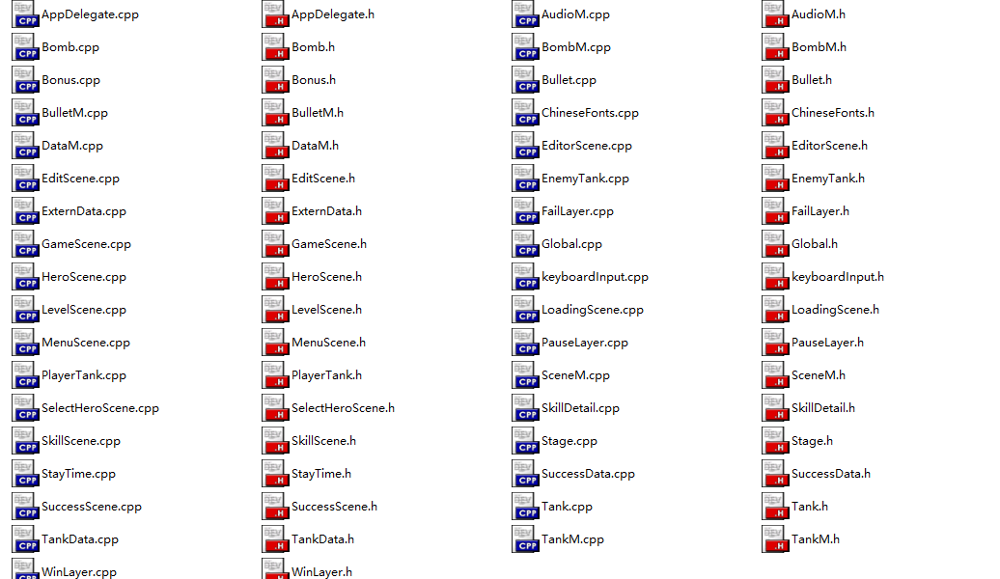 AppDelegate.cpp AppDelegate.h AudioM.cpp AudioM.h
Bomb.cpp Bomb.h BombM.cpp BombM.h
Bonus.cpp Bonus.h Bullet.cpp Bullet.h
BulletM.cpp BulletM.h ChineseFonts.cpp ChineseFonts.h
DataM.cpp DataM.h EditorScene.cpp EditorScene.h
EditScene.cpp EditScene.h EnemyTank.cpp EnemyTank.h
ExternData.cpp ExternData.h FailLayer.cpp FailLayer.h
GameScene.cpp GameScene.h Global.cpp Global.h
HeroScene.cpp HeroScene.h keyboardInput.cpp keyboardInput.h
LevelScene.cpp LevelScene.h LoadingScene.cpp LoadingScene.h
MenuScene.cpp MenuScene.h PauseLayer.cpp PauseLayer.h
PlayerTank.cpp PlayerTank.h SceneM.cpp SceneM.h
SelectHeroScene.cpp SelectHeroScene.h SkillDetail.cpp SkillDetail.h
SkillScene.cpp SkillScene.h Stage.cpp Stage.h
StayTime.cpp StayTime.h SuccessData.cpp SuccessData.h
SuccessScene.cpp SuccessScene.h Tank.cpp Tank.h
TankData.cpp TankData.h TankM.cpp TankM.h
WinLayer.cpp WinLayer.h